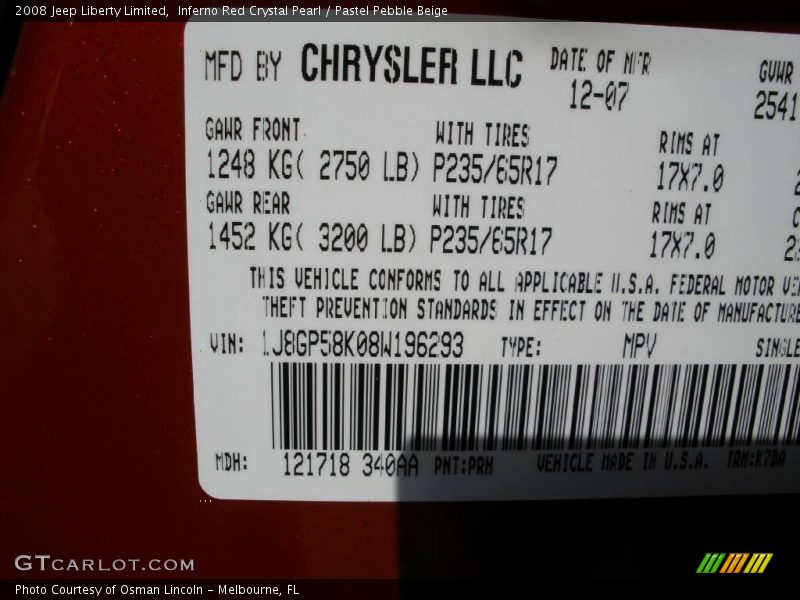 2008 Jeep Liberty Limited, Inferno Red Crystal Pearl / Pastel Pebble Beige
MFD BY CHRYSLER LLC DATE OF MFR GVWR
12-07 2541
GAWR FRONT WITH TIRES RIMS AT
1248 KG( 2750 LB) P235/65R17 17X7.0
GAWR REAR WITH TIRES RIMS AT
1452 KG( 3200 LB) P235/65R17 17X7.0
THIS VEHICLE CONFORMS TO ALL APPLICABLE U.S.A. FEDERAL MOTOR
THEFT PREVENTION STANDARDS IN EFFECT ON THE DATE OF MANUFACTURE
VIN: 1J8GP58K08W196293 TYPE: MPV SINGLE
MDH: 121718 340AA PNT:PRH VEHICLE MADE IN U.S.A. TRM:K7DA
GTCARLOT.COM
Photo Courtesy of Osman Lincoln - Melbourne, FL